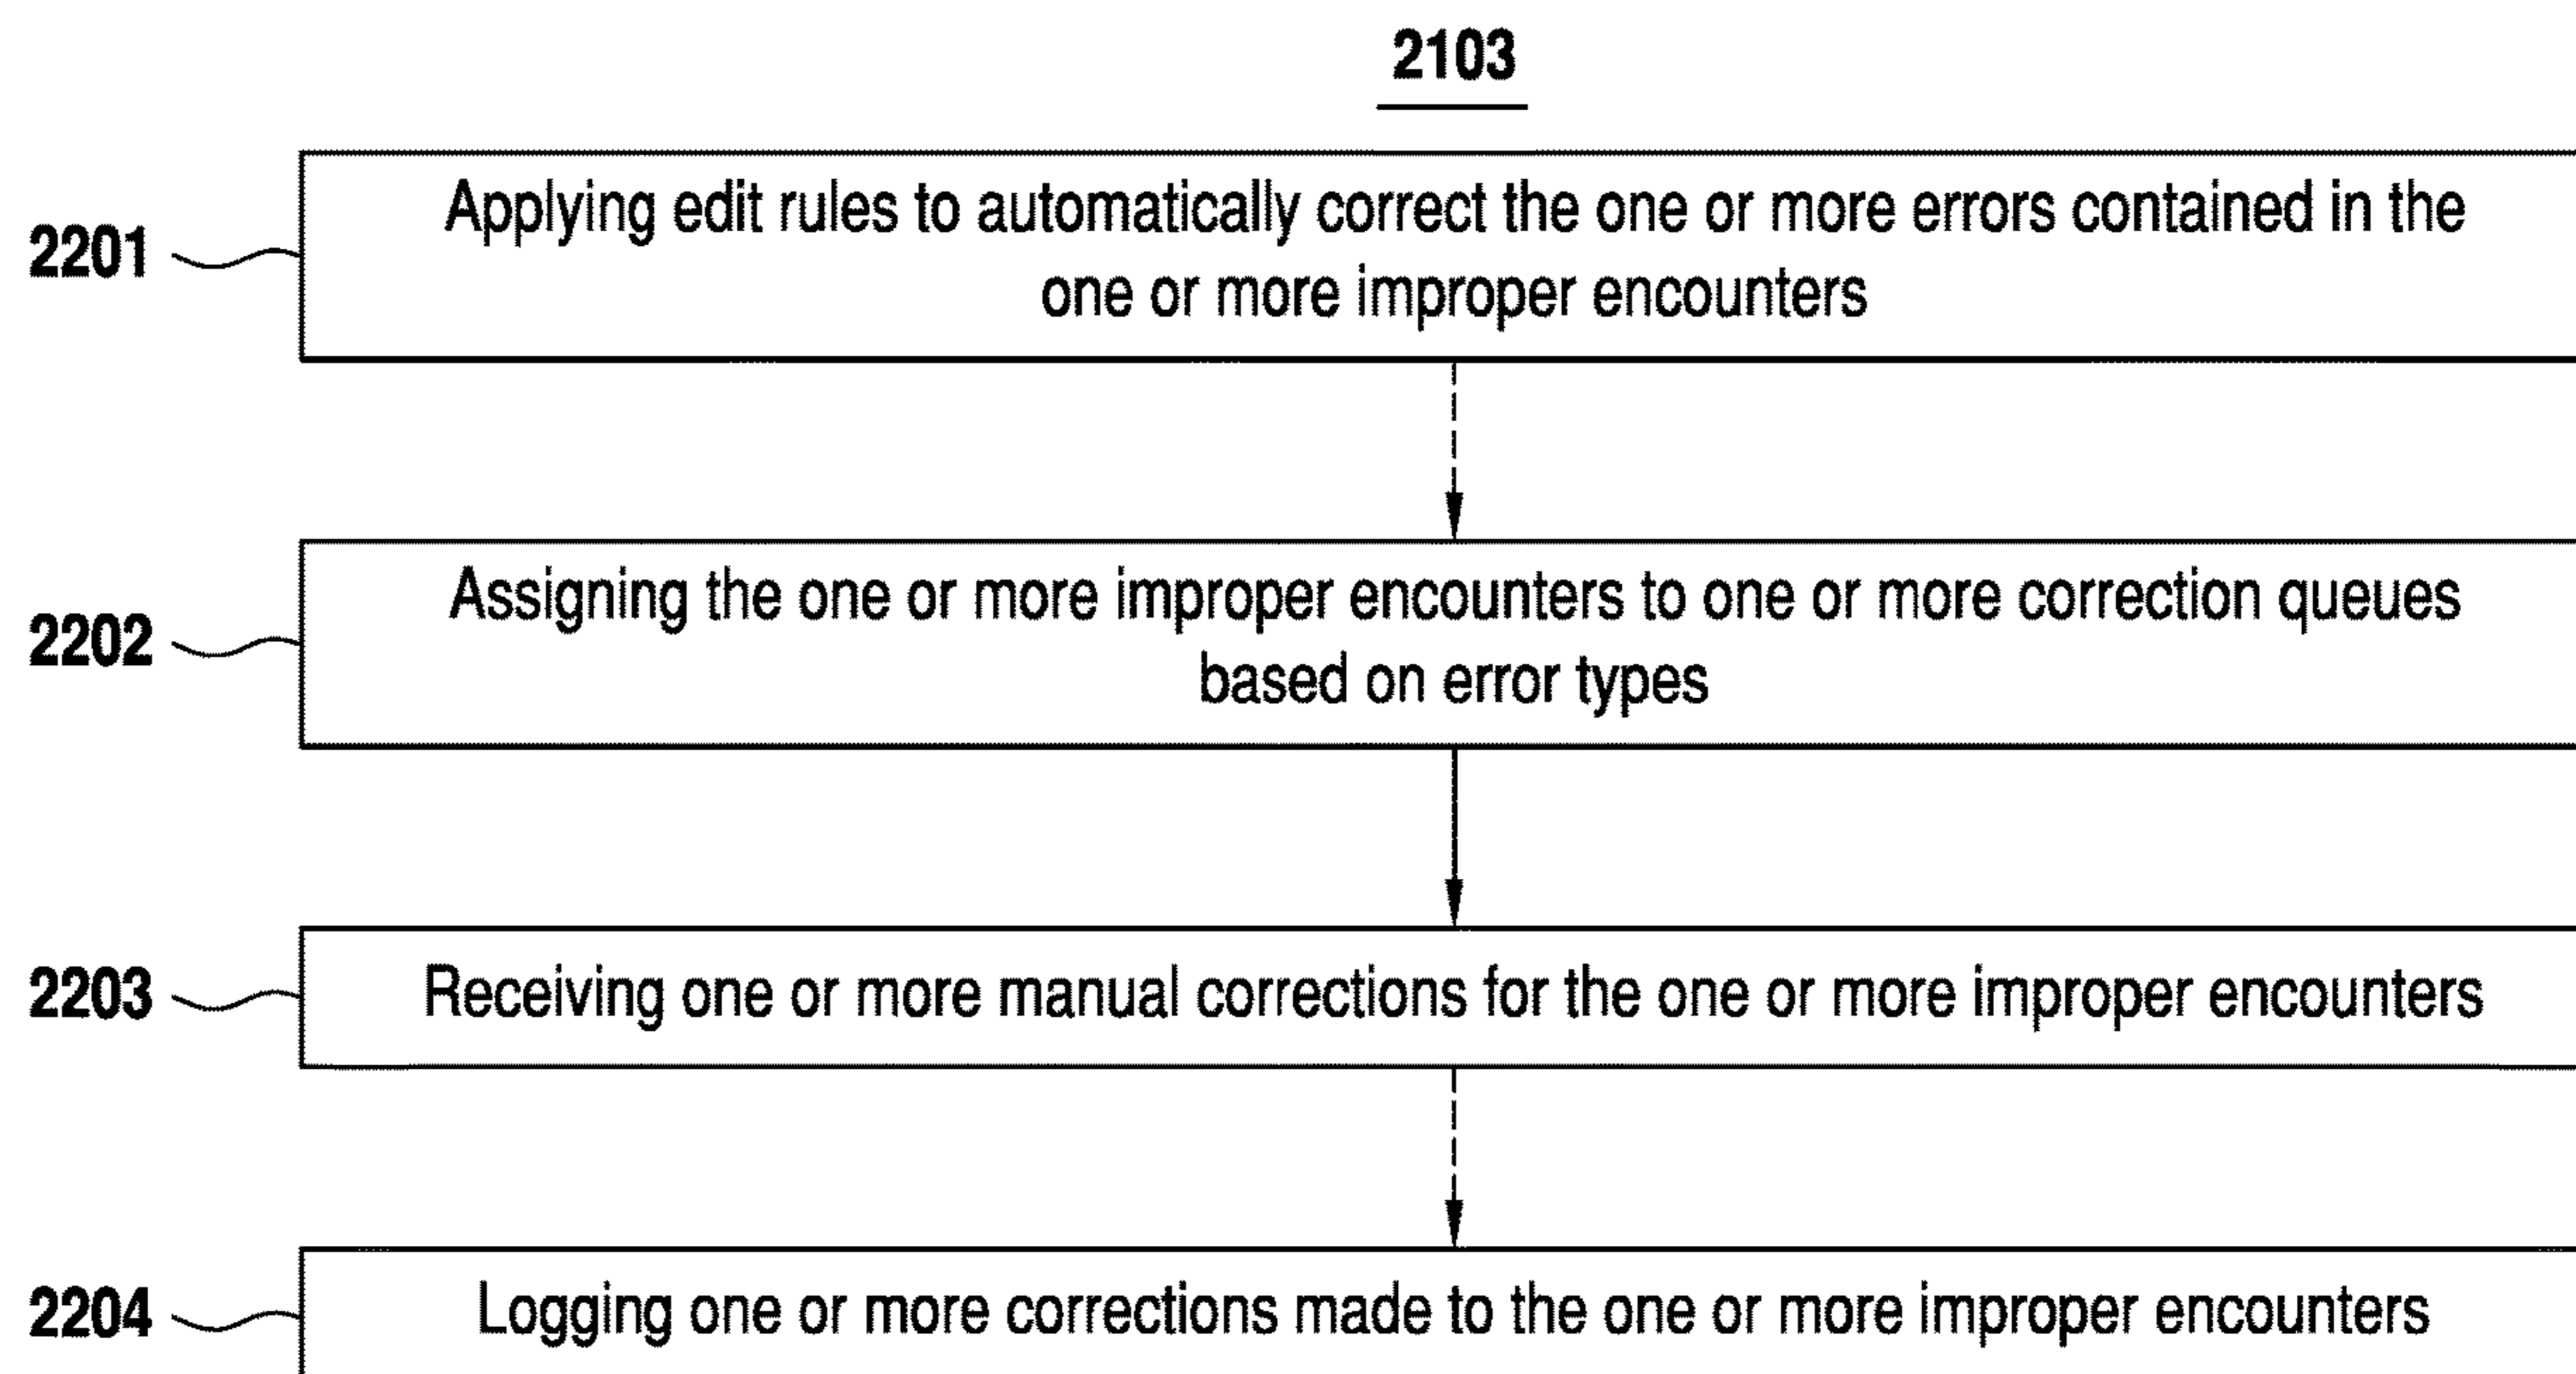 2103
2201
Applying edit rules to automatically correct the one or more errors contained in the
one or more improper encounters
2202
Assigning the one or more improper encounters to one or more correction queues
based on error types
2203
Receiving one or more manual corrections for the one or more improper encounters
2204
Logging one or more corrections made to the one or more improper encounters